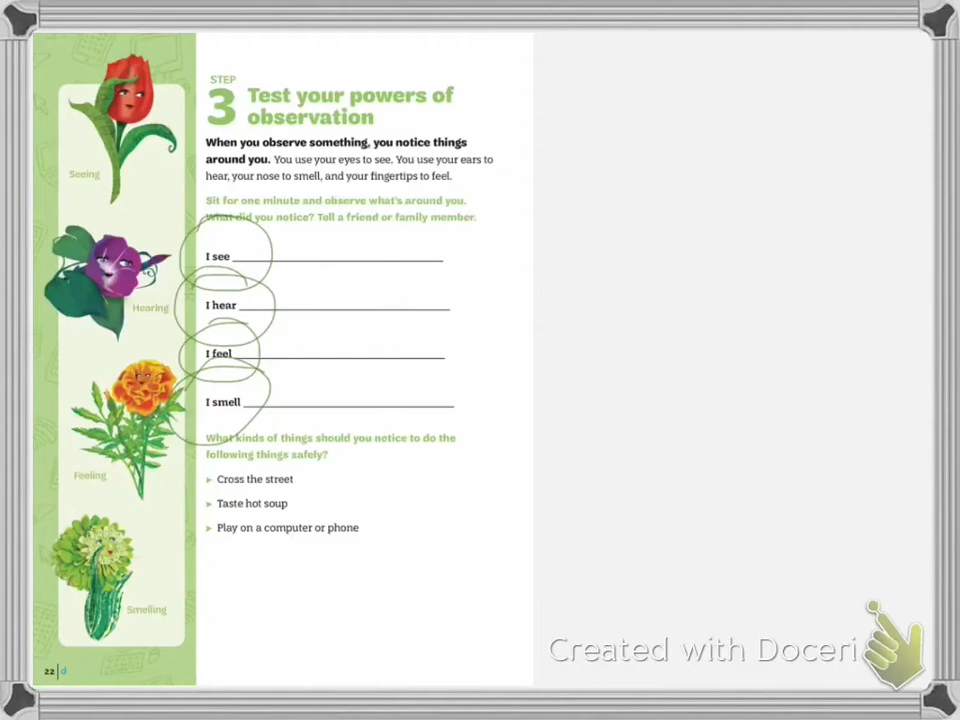 STEP
3 Test your powers of
observation
When you observe something, you notice things
around you. You use your eyes to see. You use your ears to
hear, your nose to smell, and your fingertips to feel.
Sit for one minute and observe what's around you.
What did you notice? Tell a friend or family member.
I see
I hear
I feel
I smell
What kinds of things should you notice to do the
following things safely?
▸ Cross the street
▸ Taste hot soup
▸ Play on a computer or phone
Seeing
Hearing
Feeling
Smelling
22 | d
Created with Doceri